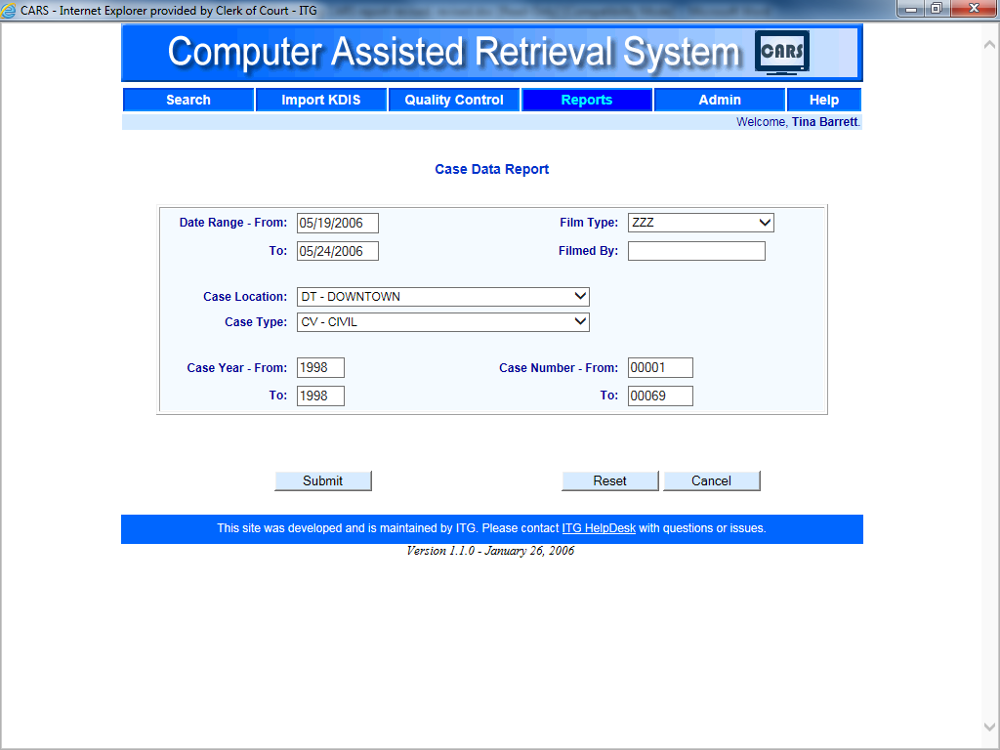 CARS - Internet Explorer provided by Clerk of Court - ITG
Computer Assisted Retrieval System CARS
Search Import KDIS Quality Control Reports Admin Help
Welcome, Tina Barrett.
Case Data Report
Date Range - From: 05/19/2006 Film Type: ZZZ
To: 05/24/2006 Filmed By:
Case Location: DT - DOWNTOWN
Case Type: CV - CIVIL
Case Year - From: 1998 Case Number - From: 00001
To: 1998 To: 00069
Submit Reset Cancel
This site was developed and is maintained by ITG. Please contact ITG HelpDesk with questions or issues.
Version 1.1.0 - January 26, 2006